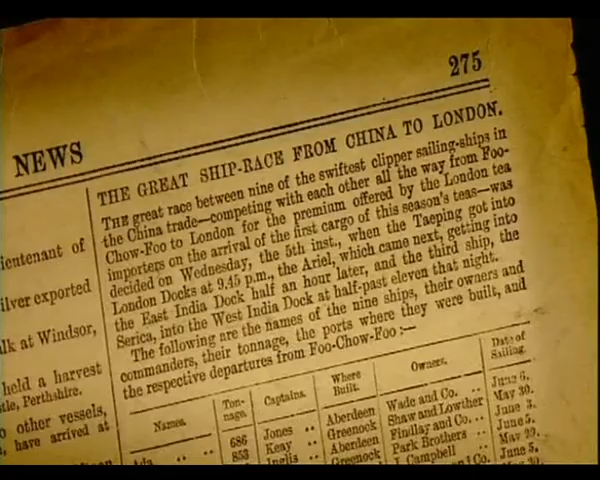 275
NEWS
THE GREAT SHIP-RACE FROM CHINA TO LONDON.
THE great race between nine of the swiftest clipper sailing-ships in
the China trade—competing with each other all the way from Foo-
Chow-Foo to London for the premium offered by the London tea
importers on the arrival of the first cargo of this season's teas—was
decided on Wednesday, the 5th inst., when the Taeping got into
London Docks at 9.45 p.m., the Ariel, which came next, getting into
the East India Dock half an hour later, and the third ship, the
Serica, into the West India Dock at half-past eleven that night.
The following are the names of the nine ships, their owners and
commanders, their tonnage, the ports where they were built, and
the respective departures from Foo-Chow-Foo :—
Names. Ton-nage. Captains. Where Built. Owners. Date of Sailing.
Ada .. .. 686 Jones .. Aberdeen Wade and Co. .. June 6.
853 Keay .. Greenock Shaw and Lowther May 30.
Inglis .. Aberdeen Findlay and Co. .. June 3.
Greenock Park Brothers .. June 5.
J. Campbell .. May 29.
June 5.
ieutenant of
ilver exported
lk at Windsor,
held a harvest
tle, Perthshire.
o other vessels,
, have arrived at